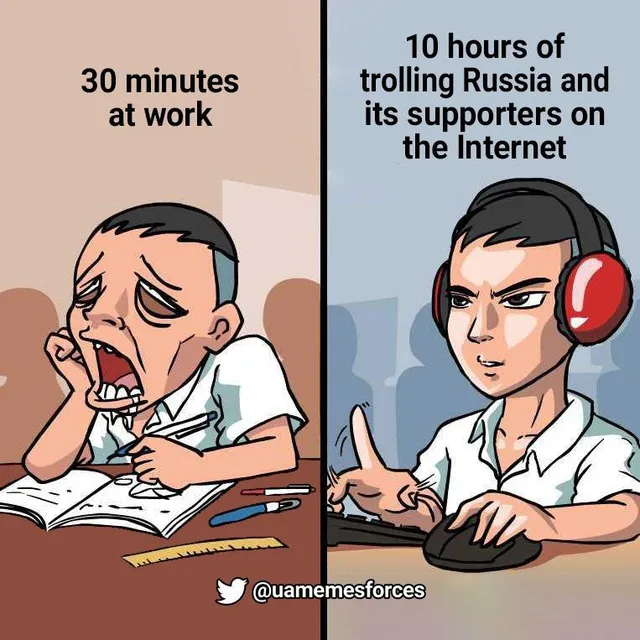 30 minutes
at work
10 hours of
trolling Russia and
its supporters on
the Internet
@uamemesforces